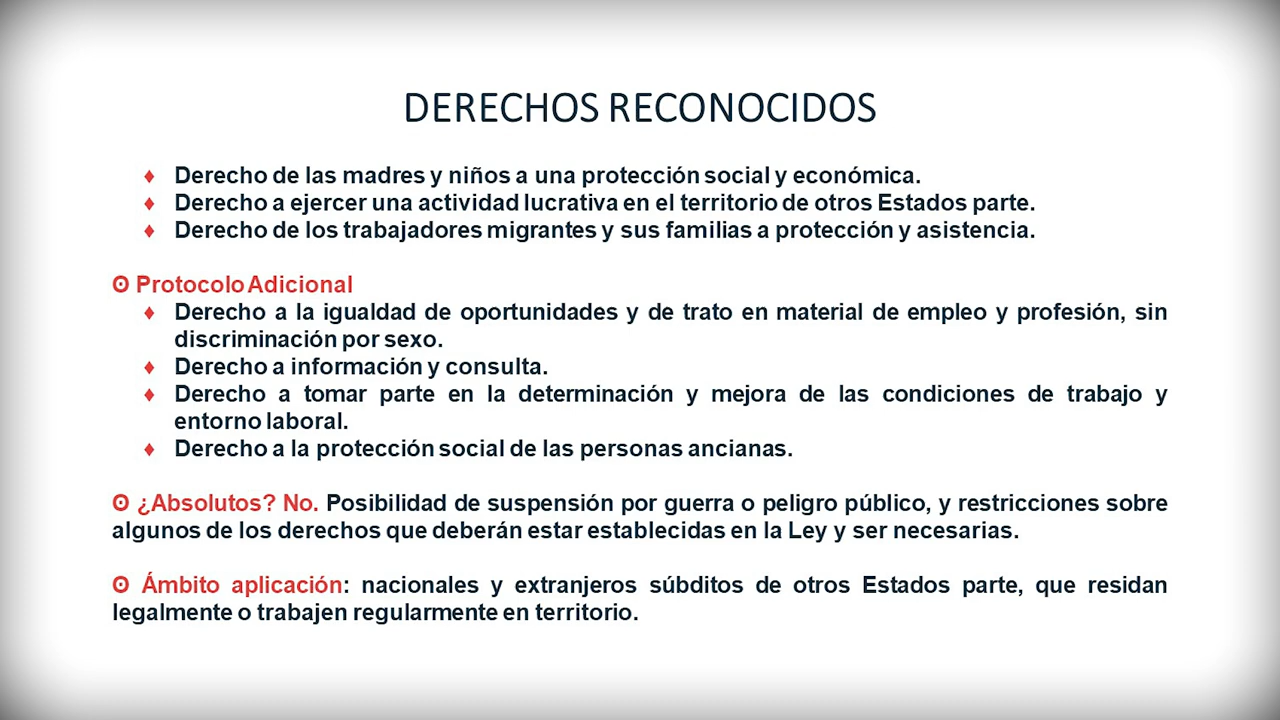 DERECHOS RECONOCIDOS
♦ Derecho de las madres y niños a una protección social y económica.
♦ Derecho a ejercer una actividad lucrativa en el territorio de otros Estados parte.
♦ Derecho de los trabajadores migrantes y sus familias a protección y asistencia.
ʘ Protocolo Adicional
♦ Derecho a la igualdad de oportunidades y de trato en material de empleo y profesión, sin
discriminación por sexo.
♦ Derecho a información y consulta.
♦ Derecho a tomar parte en la determinación y mejora de las condiciones de trabajo y
entorno laboral.
♦ Derecho a la protección social de las personas ancianas.
ʘ ¿Absolutos? No. Posibilidad de suspensión por guerra o peligro público, y restricciones sobre
algunos de los derechos que deberán estar establecidas en la Ley y ser necesarias.
ʘ Ámbito aplicación: nacionales y extranjeros súbditos de otros Estados parte, que residan
legalmente o trabajen regularmente en territorio.